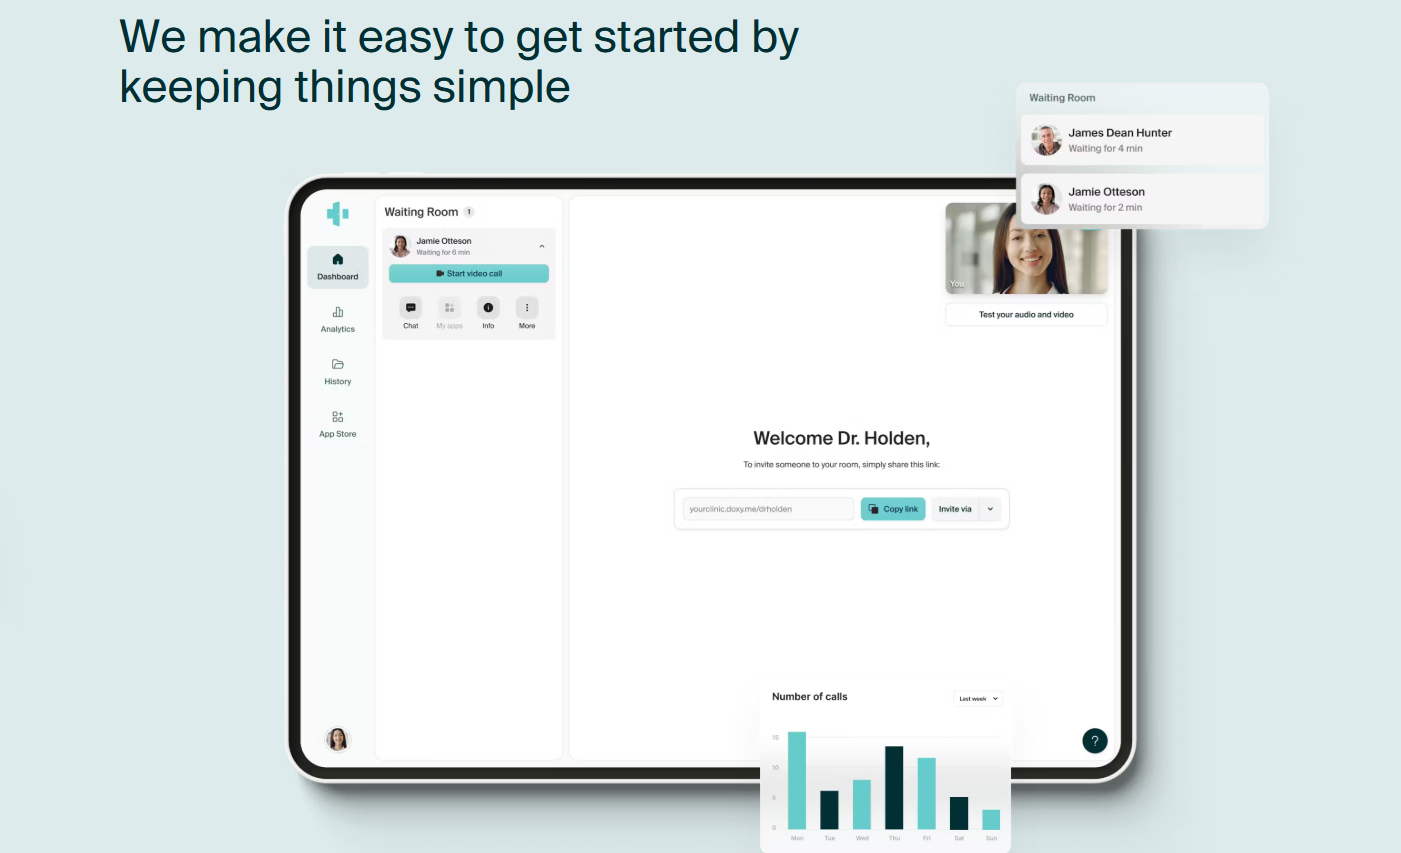 We make it easy to get started by
keeping things simple
Waiting Room
James Dean Hunter
Waiting for 4 min
Jamie Otteson
Waiting for 2 min
Dashboard
Analytics
History
App Store
Waiting Room 1
Jamie Otteson
Waiting for 6 min
Start video call
Chat My apps Info More
You
Test your audio and video
Welcome Dr. Holden,
To invite someone to your room, simply share this link:
yourclinic.doxy.me/drholden Copy link Invite via
Number of calls Last week
15
10
5
0
Mon Tue Wed Thu Fri Sat Sun
?